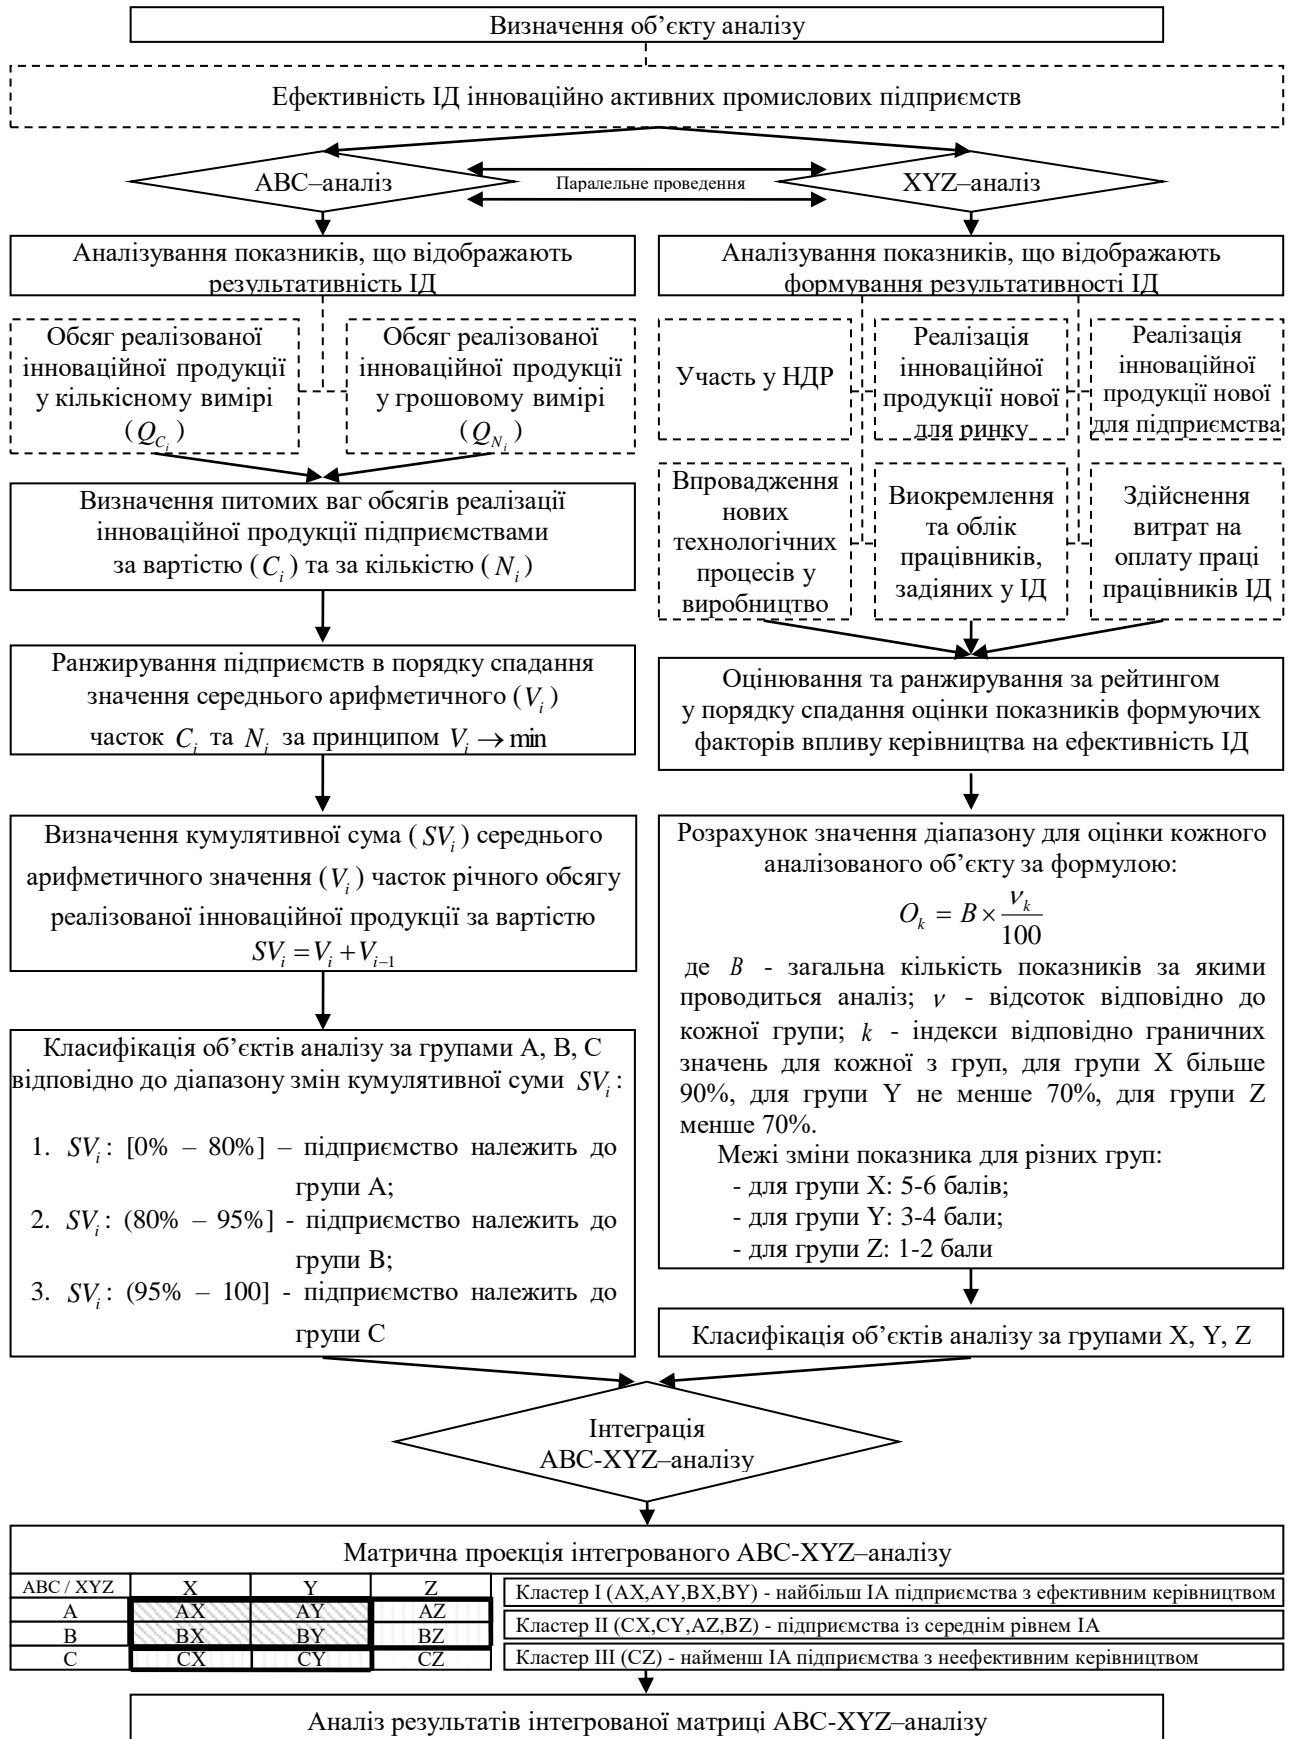 Визначення об’єкту аналізу
Ефективність ІД інноваційно активних промислових підприємств
АВС–аналіз
Паралельне проведення
XYZ–аналіз
Аналізування показників, що відображають
результативність ІД
Обсяг реалізованої
інноваційної продукції
у кількісному вимірі
(Q_{C_i})
Обсяг реалізованої
інноваційної продукції
у грошовому вимірі
(Q_{N_i})
Визначення питомих ваг обсягів реалізації
інноваційної продукції підприємствами
за вартістю (C_i) та за кількістю (N_i)
Ранжирування підприємств в порядку спадання
значення середнього арифметичного (V_i)
часток C_i та N_i за принципом V_i → min
Визначення кумулятивної сума (SV_i) середнього
арифметичного значення (V_i) часток річного обсягу
реалізованої інноваційної продукції за вартістю
SV_i = V_i + V_{i–1}
Класифікація об’єктів аналізу за групами А, В, С
відповідно до діапазону змін кумулятивної суми SV_i:
1. SV_i: [0% – 80%] – підприємство належить до
групи А;
2. SV_i: (80% – 95%] - підприємство належить до
групи В;
3. SV_i: (95% – 100] - підприємство належить до
групи С
Аналізування показників, що відображають
формування результативності ІД
Участь у НДР
Реалізація
інноваційної
продукції нової
для ринку
Реалізація
інноваційної
продукції нової
для підприємства
Впровадження
нових
технологічних
процесів у
виробництво
Виокремлення
та облік
працівників,
задіяних у ІД
Здійснення
витрат на
оплату праці
працівників ІД
Оцінювання та ранжирування за рейтингом
у порядку спадання оцінки показників формуючих
факторів впливу керівництва на ефективність ІД
Розрахунок значення діапазону для оцінки кожного
аналізованого об’єкту за формулою:
O_k = B × ν_k / 100
де B - загальна кількість показників за якими
проводиться аналіз; ν - відсоток відповідно до
кожної групи; k - індекси відповідно граничних
значень для кожної з груп, для групи X більше
90%, для групи Y не менше 70%, для групи Z
менше 70%.
Межі зміни показника для різних груп:
- для групи X: 5-6 балів;
- для групи Y: 3-4 бали;
- для групи Z: 1-2 бали
Класифікація об’єктів аналізу за групами X, Y, Z
Інтеграція
ABC-XYZ–аналізу
Матрична проекція інтегрованого ABC-XYZ–аналізу
ABC / XYZ X Y Z
A AX AY AZ
B BX BY BZ
C CX CY CZ
Кластер I (AX,AY,BX,BY) - найбільш ІА підприємства з ефективним керівництвом
Кластер II (CX,CY,AZ,BZ) - підприємства із середнім рівнем ІА
Кластер III (CZ) - найменш ІА підприємства з неефективним керівництвом
Аналіз результатів інтегрованої матриці ABC-XYZ–аналізу